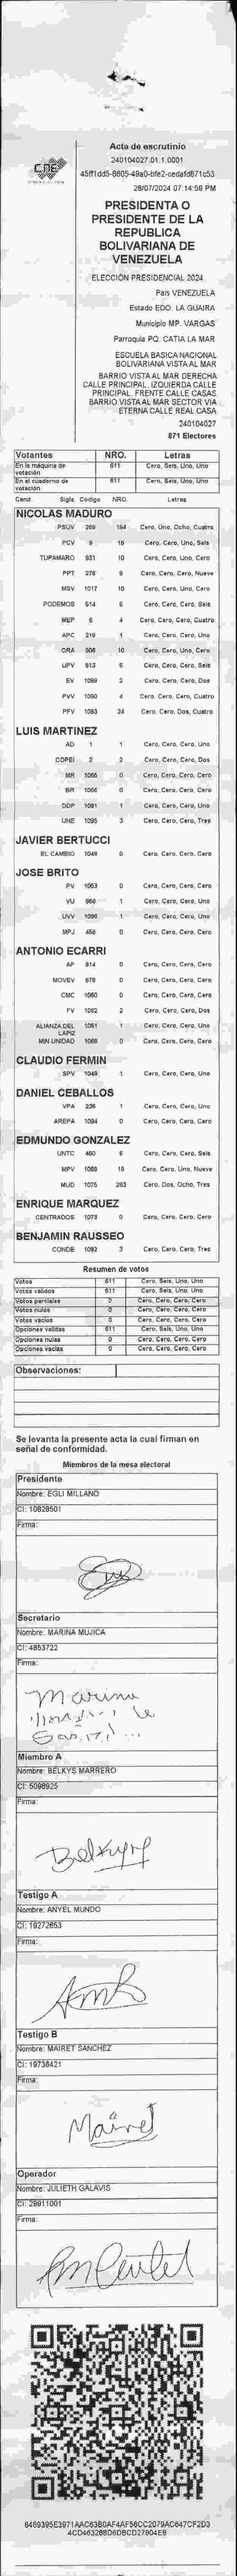 CNE
Acta de escrutinio
240104027.01.1.0001
28/07/2024 07:14:58 PM
PRESIDENTA O
PRESIDENTE DE LA
REPUBLICA
BOLIVARIANA DE
VENEZUELA
ELECCIÓN PRESIDENCIAL 2024
País VENEZUELA
Estado EDO. LA GUAIRA
Municipio MP. VARGAS
Parroquia PQ. CATIA LA MAR
ESCUELA BASICA NACIONAL
BOLIVARIANA VISTA AL MAR
BARRIO VISTA AL MAR DERECHA
CALLE PRINCIPAL. IZQUIERDA CALLE
PRINCIPAL. FRENTE CALLE CASAS
BARRIO VISTA AL MAR SECTOR VIA
ETERNA CALLE REAL CASA
240104027
871 Electores
Votantes NRO. Letras
En la máquina de votación 611 Cero, Seis, Uno, Uno
En el cuaderno de votación 611 Cero, Seis, Uno, Uno
Cand Sigla Código NRO. Letras
NICOLAS MADURO
PSUV 269 184 Cero, Uno, Ocho, Cuatro
PCV 9 16 Cero, Cero, Uno, Seis
TUPAMARO 931 10 Cero, Cero, Uno, Cero
PPT 276 9 Cero, Cero, Cero, Nueve
MSV 1017 10 Cero, Cero, Uno, Cero
PODEMOS 514 6 Cero, Cero, Cero, Seis
MEP 6 4 Cero, Cero, Cero, Cuatro
APC 219 1 Cero, Cero, Cero, Uno
ORA 906 10 Cero, Cero, Uno, Cero
UPV 513 6 Cero, Cero, Cero, Seis
EV 1089 2 Cero, Cero, Cero, Dos
PVV 1090 4 Cero, Cero, Cero, Cuatro
PFV 1093 24 Cero, Cero, Dos, Cuatro
LUIS MARTINEZ
AD 1 1 Cero, Cero, Cero, Uno
COPEI 2 2 Cero, Cero, Cero, Dos
MR 0 Cero, Cero, Cero, Cero
BR 0 Cero, Cero, Cero, Cero
DDP 1091 1 Cero, Cero, Cero, Uno
UNE 1095 3 Cero, Cero, Cero, Tres
JAVIER BERTUCCI
EL CAMBIO 1049 0 Cero, Cero, Cero, Cero
JOSE BRITO
PV 1053 0 Cero, Cero, Cero, Cero
VU 968 1 Cero, Cero, Cero, Uno
UVV 1096 1 Cero, Cero, Cero, Uno
MPJ 458 0 Cero, Cero, Cero, Cero
ANTONIO ECARRI
AP 814 0 Cero, Cero, Cero, Cero
MOVEV 978 0 Cero, Cero, Cero, Cero
CMC 1050 0 Cero, Cero, Cero, Cero
FV 1052 2 Cero, Cero, Cero, Dos
ALIANZA DEL LAPIZ 1051 1 Cero, Cero, Cero, Uno
MIN UNIDAD 1069 0 Cero, Cero, Cero, Cero
CLAUDIO FERMIN
SPV 1 Cero, Cero, Cero, Uno
DANIEL CEBALLOS
VPA 236 1 Cero, Cero, Cero, Uno
AREPA 1094 0 Cero, Cero, Cero, Cero
EDMUNDO GONZALEZ
UNTC 460 6 Cero, Cero, Cero, Seis
MPV 19 Cero, Cero, Uno, Nueve
MUD 1075 283 Cero, Dos, Ocho, Tres
ENRIQUE MARQUEZ
CENTRADOS 1073 0 Cero, Cero, Cero, Cero
BENJAMIN RAUSSEO
CONDE 1092 3 Cero, Cero, Cero, Tres
Resumen de votos
Votos 611 Cero, Seis, Uno, Uno
Votos válidos 611 Cero, Seis, Uno, Uno
Votos parciales 0 Cero, Cero, Cero, Cero
Votos nulos 0 Cero, Cero, Cero, Cero
Votos vacíos 0 Cero, Cero, Cero, Cero
Opciones válidas 611 Cero, Seis, Uno, Uno
Opciones nulas 0 Cero, Cero, Cero, Cero
Opciones vacías 0 Cero, Cero, Cero, Cero
Observaciones:
Se levanta la presente acta la cual firman en
señal de conformidad.
Miembros de la mesa electoral
Presidente
Nombre: EGLI MILLANO
CI: 10828501
Firma:
Secretario
Nombre: MARINA MUJICA
CI: 4853722
Firma:
Marina
Miembro A
Nombre: BELKYS MARRERO
CI: 5098925
Firma:
Testigo A
Nombre: ANYEL MUNDO
CI: 19272653
Firma:
Testigo B
Nombre: MAIRET SANCHEZ
CI: 19736421
Firma:
Mairet
Operador
Nombre: JULIETH GALAVIS
CI: 29911001
Firma: